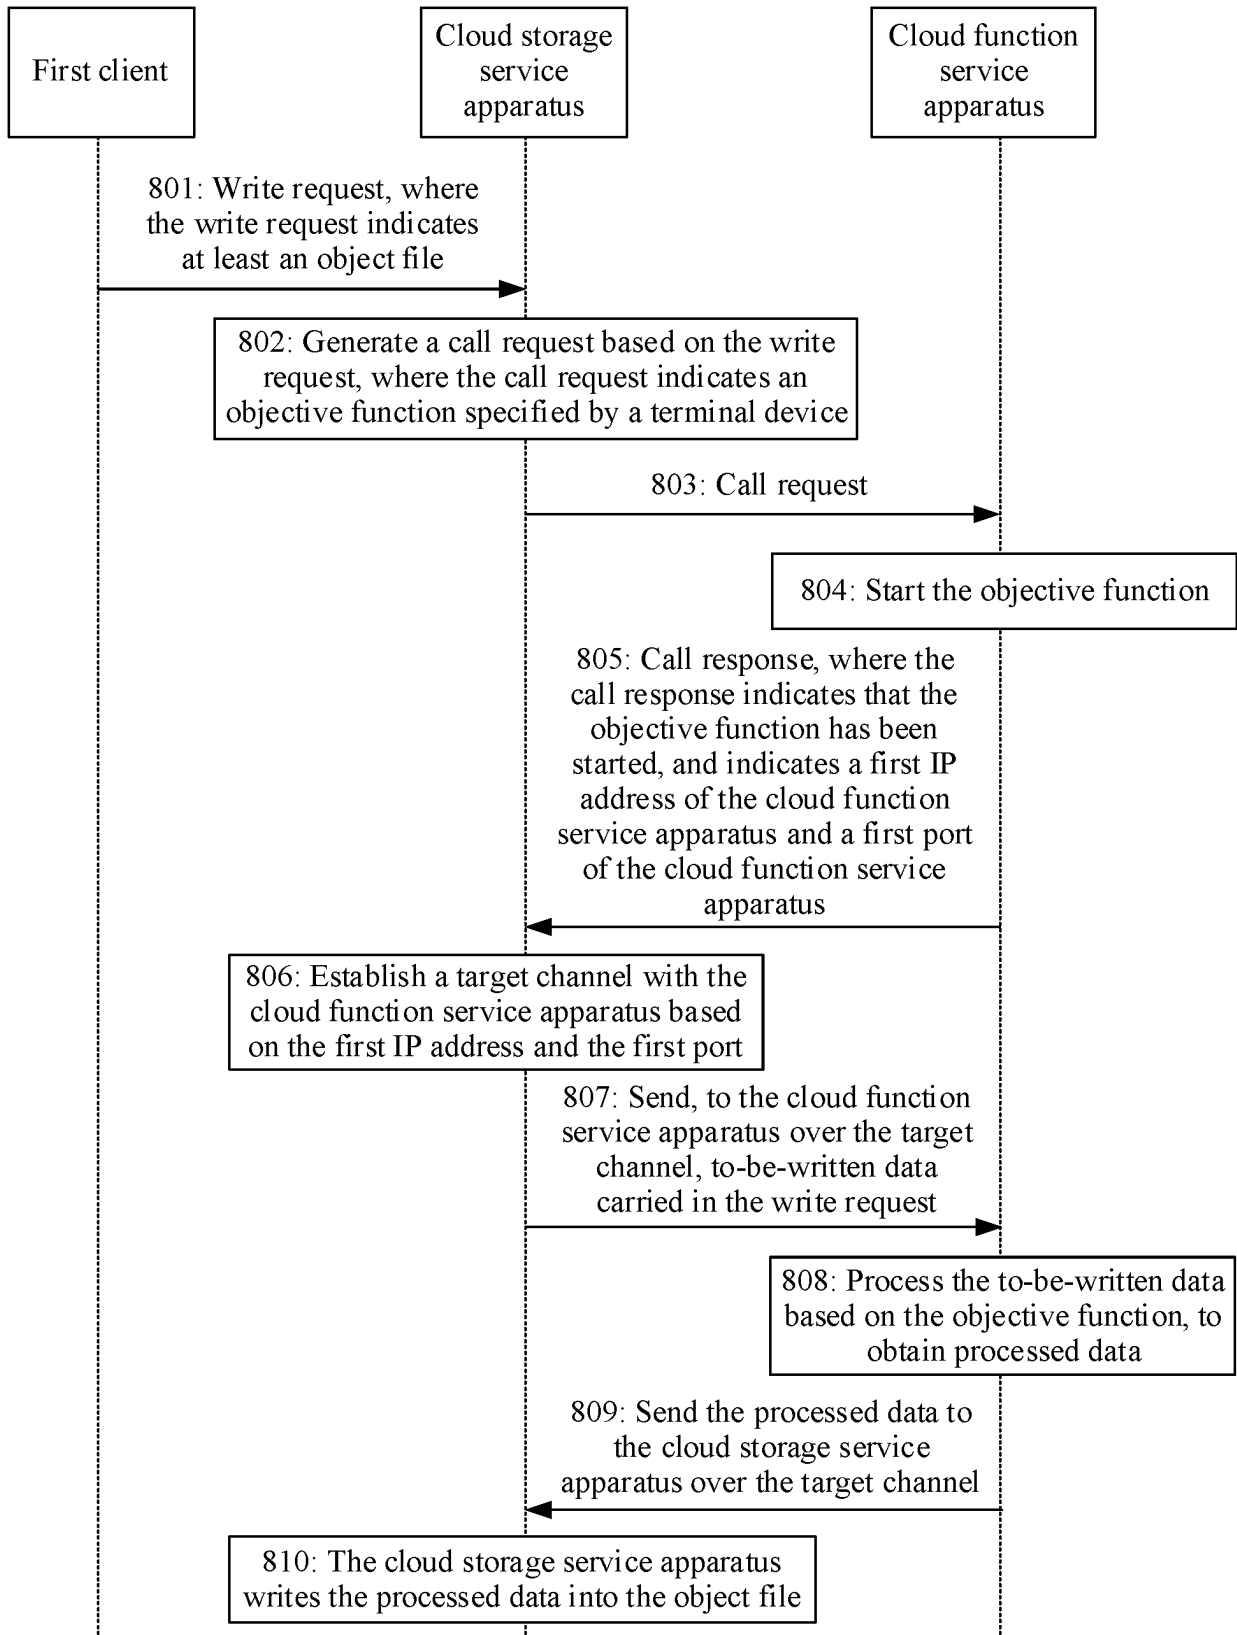 First client
Cloud storage
service
apparatus
Cloud function
service
apparatus
801: Write request, where
the write request indicates
at least an object file
802: Generate a call request based on the write
request, where the call request indicates an
objective function specified by a terminal device
803: Call request
804: Start the objective function
805: Call response, where the
call response indicates that the
objective function has been
started, and indicates a first IP
address of the cloud function
service apparatus and a first port
of the cloud function service
apparatus
806: Establish a target channel with the
cloud function service apparatus based
on the first IP address and the first port
807: Send, to the cloud function
service apparatus over the target
channel, to-be-written data
carried in the write request
808: Process the to-be-written data
based on the objective function, to
obtain processed data
809: Send the processed data to
the cloud storage service
apparatus over the target channel
810: The cloud storage service apparatus
writes the processed data into the object file